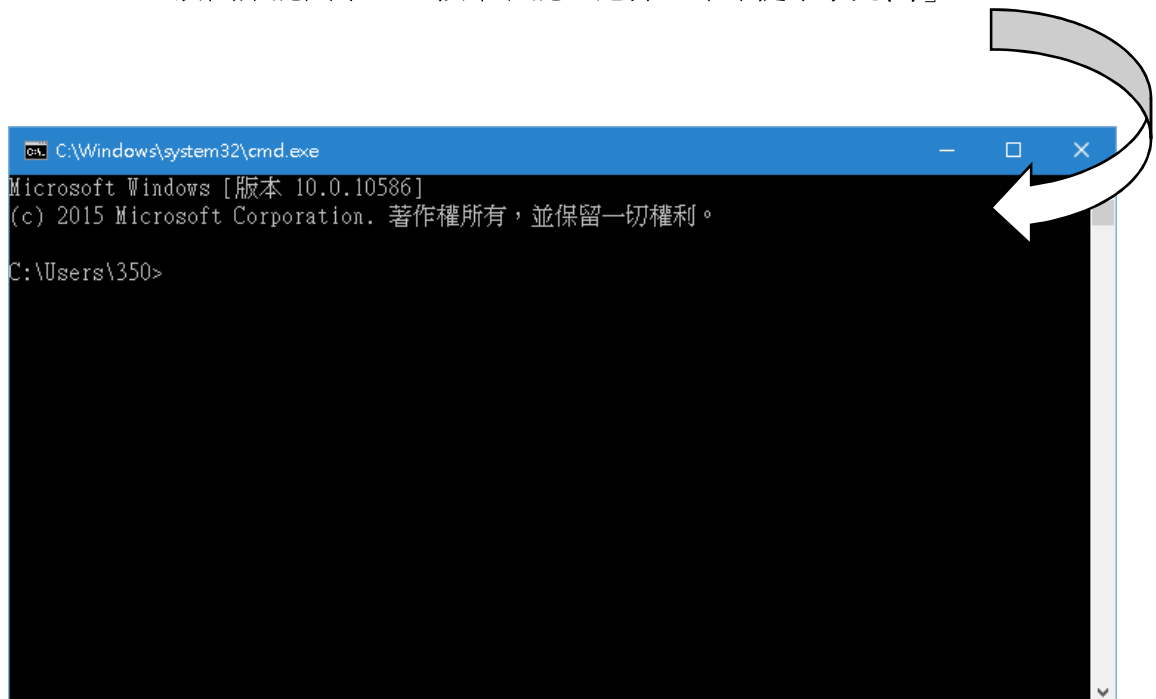 C:\Windows\system32\cmd.exe
Microsoft Windows [版本 10.0.10586]
(c) 2015 Microsoft Corporation. 著作權所有，並保留一切權利。
C:\Users\350>